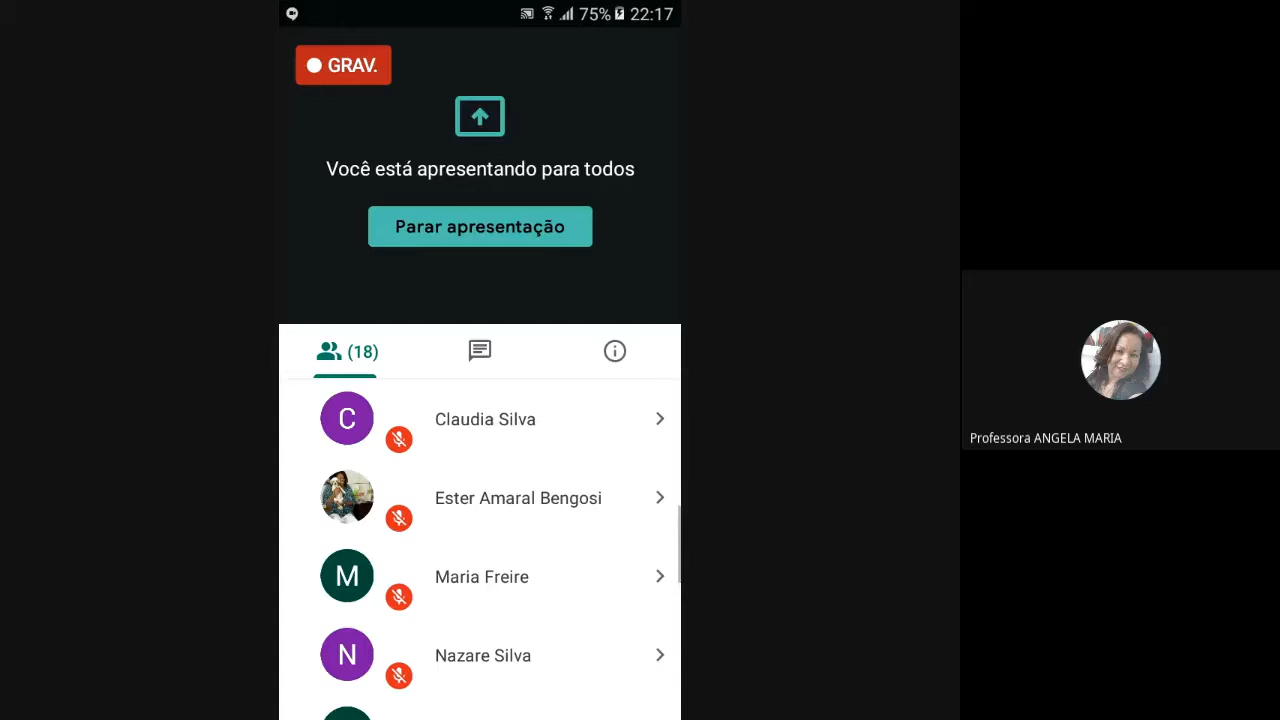 75% 22:17
GRAV.
Você está apresentando para todos
Parar apresentação
(18)
C Claudia Silva
Ester Amaral Bengosi
M Maria Freire
N Nazare Silva
Professora ANGELA MARIA